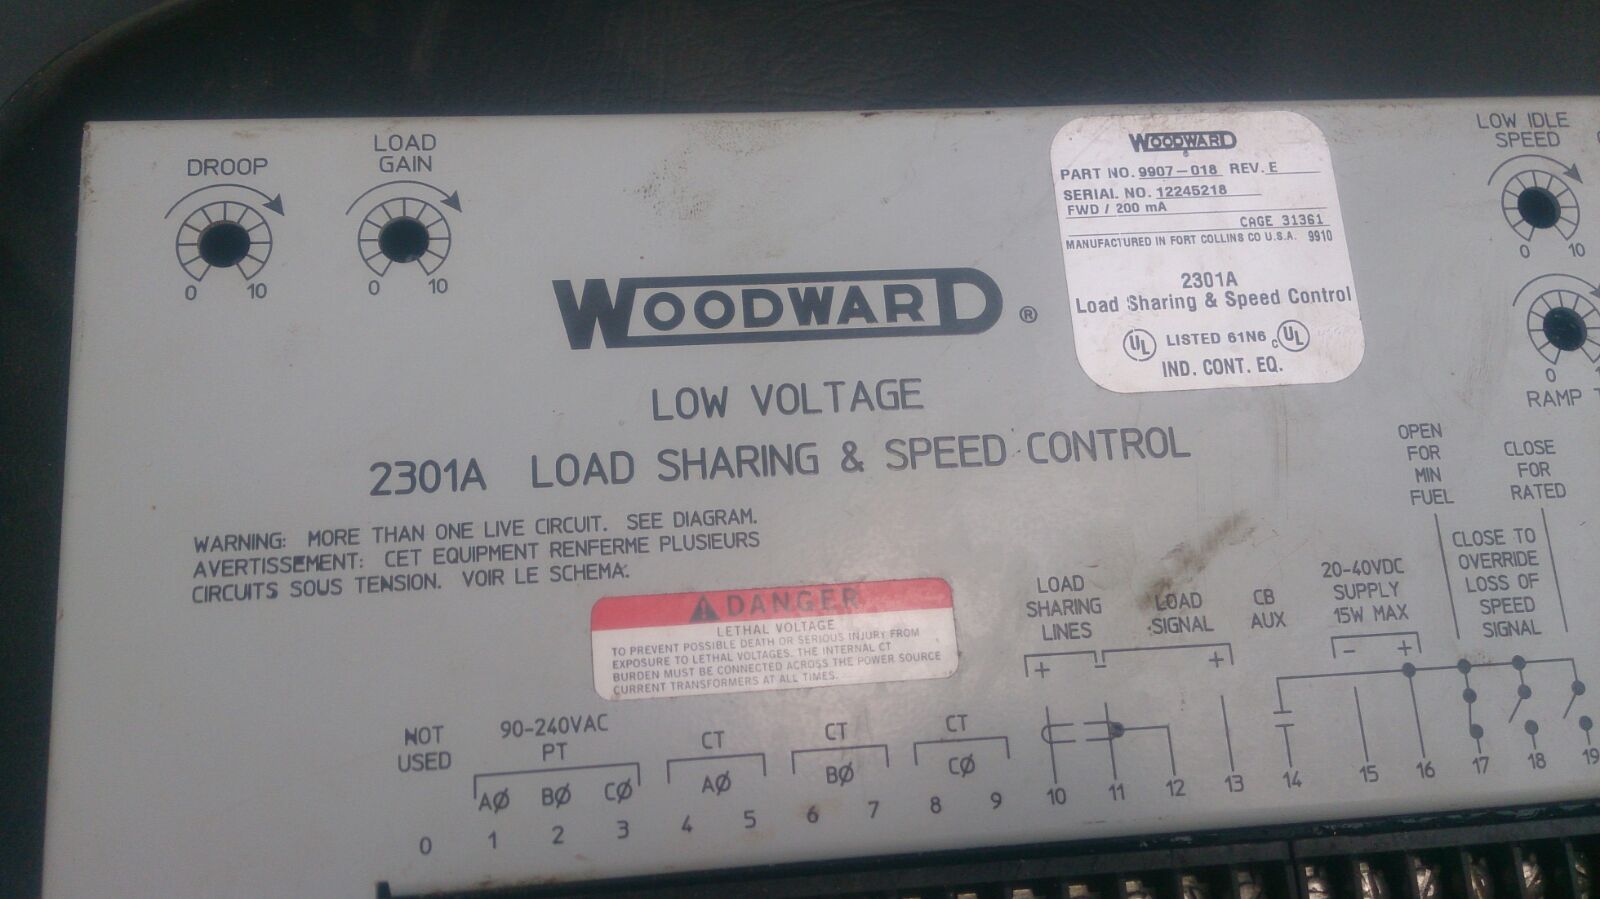 DROOP
0 10
LOAD
GAIN
0 10
WOODWARD ®
LOW VOLTAGE
2301A LOAD SHARING & SPEED CONTROL
WARNING: MORE THAN ONE LIVE CIRCUIT. SEE DIAGRAM.
AVERTISSEMENT: CET EQUIPMENT RENFERME PLUSIEURS
CIRCUITS SOUS TENSION. VOIR LE SCHEMA.
DANGER
LETHAL VOLTAGE
TO PREVENT POSSIBLE DEATH OR SERIOUS INJURY FROM
EXPOSURE TO LETHAL VOLTAGES. THE INTERNAL CT
BURDEN MUST BE CONNECTED ACROSS THE POWER SOURCE
CURRENT TRANSFORMERS AT ALL TIMES.
WOODWARD
®
PART NO. 9907-018 REV. E
SERIAL NO. 12245218
FWD / 200 mA
CAGE 31361
MANUFACTURED IN FORT COLLINS CO U.S.A. 9910
2301A
Load Sharing & Speed Control
UL LISTED 61N6 C UL
IND. CONT. EQ.
LOW IDLE
SPEED
0 10
0
RAMP
OPEN
FOR
MIN
FUEL
CLOSE
FOR
RATED
CLOSE TO
OVERRIDE
LOSS OF
SPEED
SIGNAL
20-40VDC
SUPPLY
15W MAX
- +
CB
AUX
LOAD
SIGNAL
+
LOAD
SHARING
LINES
+ -
NOT
USED
90-240VAC
PT
AØ BØ CØ
CT
AØ
CT
BØ
CT
CØ
0 1 2 3 4 5 6 7 8 9 10 11 12 13 14 15 16 17 18 19